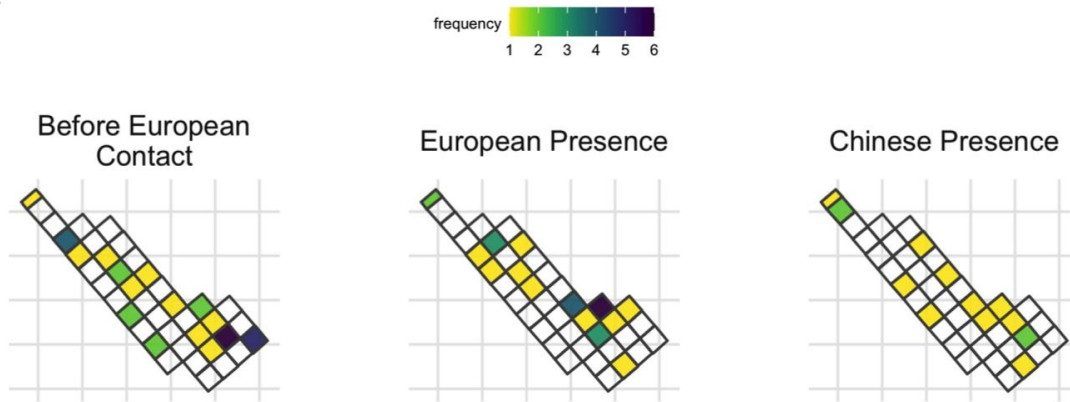 frequency
1 2 3 4 5 6
Before European
Contact
European Presence
Chinese Presence